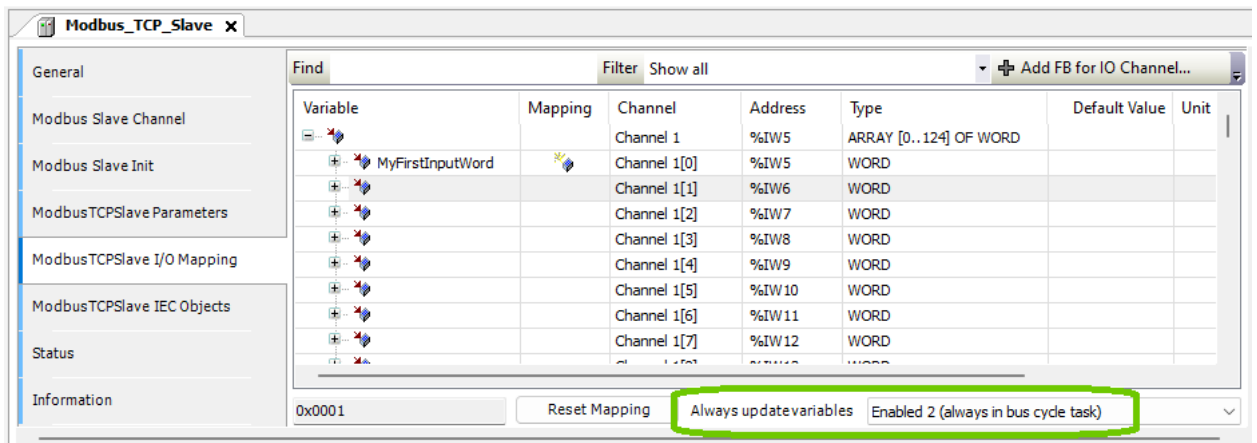 Modbus_TCP_Slave X
General
Modbus Slave Channel
Modbus Slave Init
ModbusTCPSlave Parameters
ModbusTCPSlave I/O Mapping
ModbusTCPSlave IEC Objects
Status
Information
Find Filter Show all Add FB for IO Channel...
Variable Mapping Channel Address Type Default Value Unit
Channel 1 %IW5 ARRAY [0..124] OF WORD
MyFirstInputWord Channel 1[0] %IW5 WORD
Channel 1[1] %IW6 WORD
Channel 1[2] %IW7 WORD
Channel 1[3] %IW8 WORD
Channel 1[4] %IW9 WORD
Channel 1[5] %IW10 WORD
Channel 1[6] %IW11 WORD
Channel 1[7] %IW12 WORD
0x0001 Reset Mapping Always update variables Enabled 2 (always in bus cycle task)